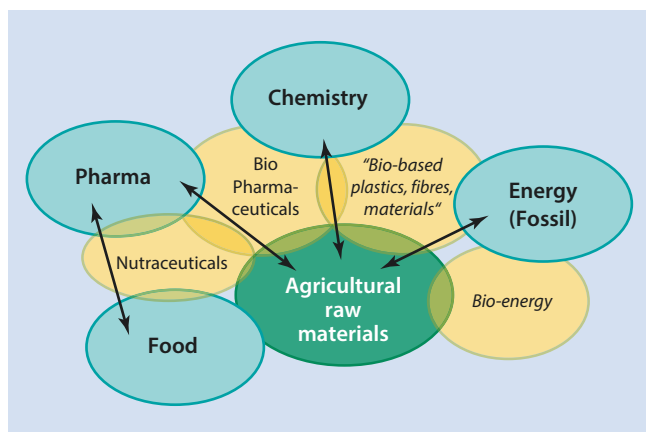 Chemistry
Bio
Pharma-
ceuticals
"Bio-based
plastics, fibres,
materials“
Pharma
Energy
(Fossil)
Nutraceuticals
Agricultural
raw
materials
Bio-energy
Food